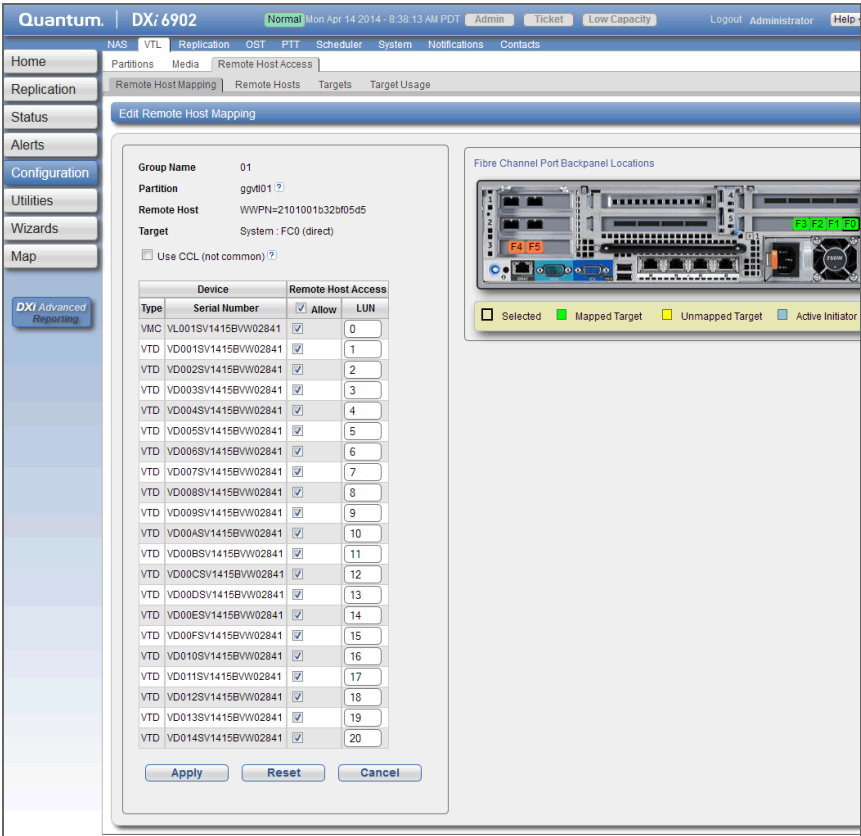 Quantum. DXi6902 Normal Mon Apr 14 2014 - 8:38:13 AM PDT Admin Ticket Low Capacity Logout Administrator Help
NAS VTL Replication OST PTT Scheduler System Notifications Contacts
Home
Replication
Status
Alerts
Configuration
Utilities
Wizards
Map
DXi Advanced
Reporting
Partitions Media Remote Host Access
Remote Host Mapping Remote Hosts Targets Target Usage
Edit Remote Host Mapping
Group Name 01
Partition ggvtl01 ?
Remote Host WWPN=2101001b32bf05d5
Target System : FC0 (direct)
Use CCL (not common) ?
Device Remote Host Access
Type Serial Number Allow LUN
VMC VL001SV1415BVW02841 0
VTD VD001SV1415BVW02841 1
VTD VD002SV1415BVW02841 2
VTD VD003SV1415BVW02841 3
VTD VD004SV1415BVW02841 4
VTD VD005SV1415BVW02841 5
VTD VD006SV1415BVW02841 6
VTD VD007SV1415BVW02841 7
VTD VD008SV1415BVW02841 8
VTD VD009SV1415BVW02841 9
VTD VD00ASV1415BVW02841 10
VTD VD00BSV1415BVW02841 11
VTD VD00CSV1415BVW02841 12
VTD VD00DSV1415BVW02841 13
VTD VD00ESV1415BVW02841 14
VTD VD00FSV1415BVW02841 15
VTD VD010SV1415BVW02841 16
VTD VD011SV1415BVW02841 17
VTD VD012SV1415BVW02841 18
VTD VD013SV1415BVW02841 19
VTD VD014SV1415BVW02841 20
Apply Reset Cancel
Fibre Channel Port Backpanel Locations
1
2
3
4
5
F3 F2 F1 F0
F4 F5
750W
Selected Mapped Target Unmapped Target Active Initiator